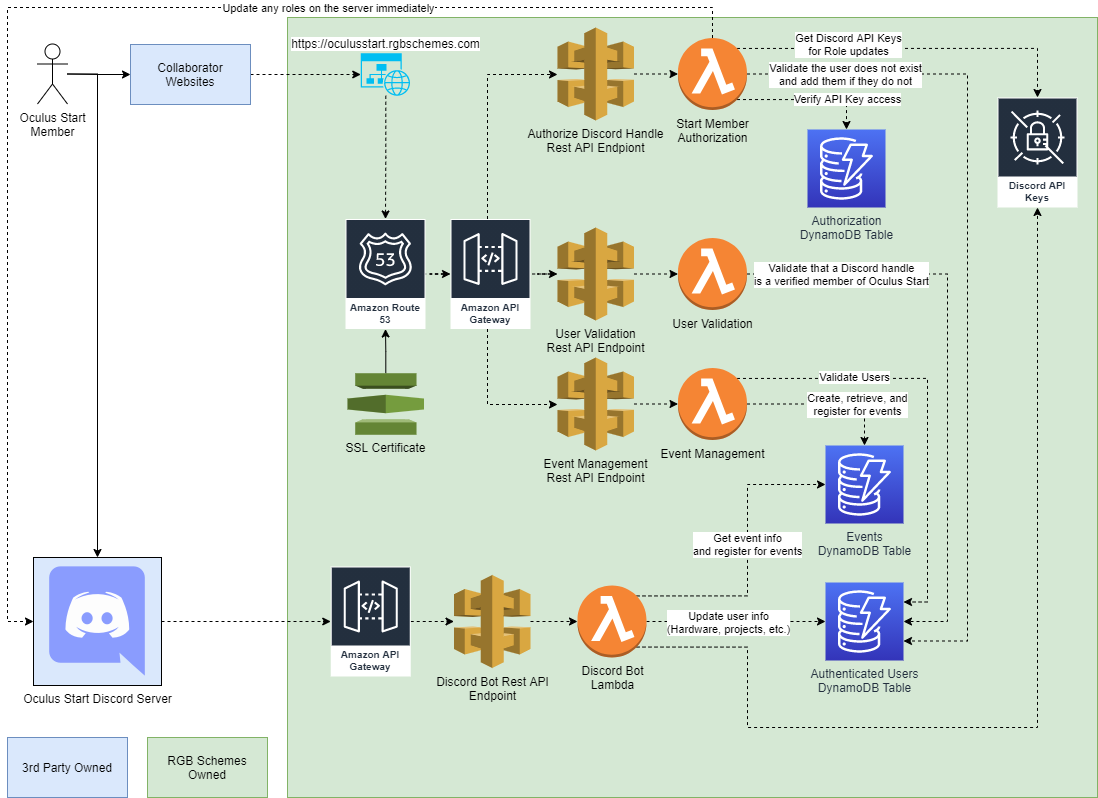 Update any roles on the server immediately
Oculus Start
Member
Collaborator
Websites
https://oculusstart.rgbschemes.com
Authorize Discord Handle
Rest API Endpiont
Start Member
Authorization
Get Discord API Keys
for Role updates
Validate the user does not exist
and add them if they do not
Verify API Key access
Authorization
DynamoDB Table
Discord API
Keys
53
Amazon Route
53
</>
Amazon API
Gateway
User Validation
Rest API Endpoint
User Validation
Validate that a Discord handle
is a verified member of Oculus Start
SSL Certificate
Event Management
Rest API Endpoint
Event Management
Validate Users
Create, retrieve, and
register for events
Events
DynamoDB Table
Get event info
and register for events
Oculus Start Discord Server
</>
Amazon API
Gateway
Discord Bot Rest API
Endpoint
Discord Bot
Lambda
Update user info
(Hardware, projects, etc.)
Authenticated Users
DynamoDB Table
3rd Party Owned
RGB Schemes
Owned